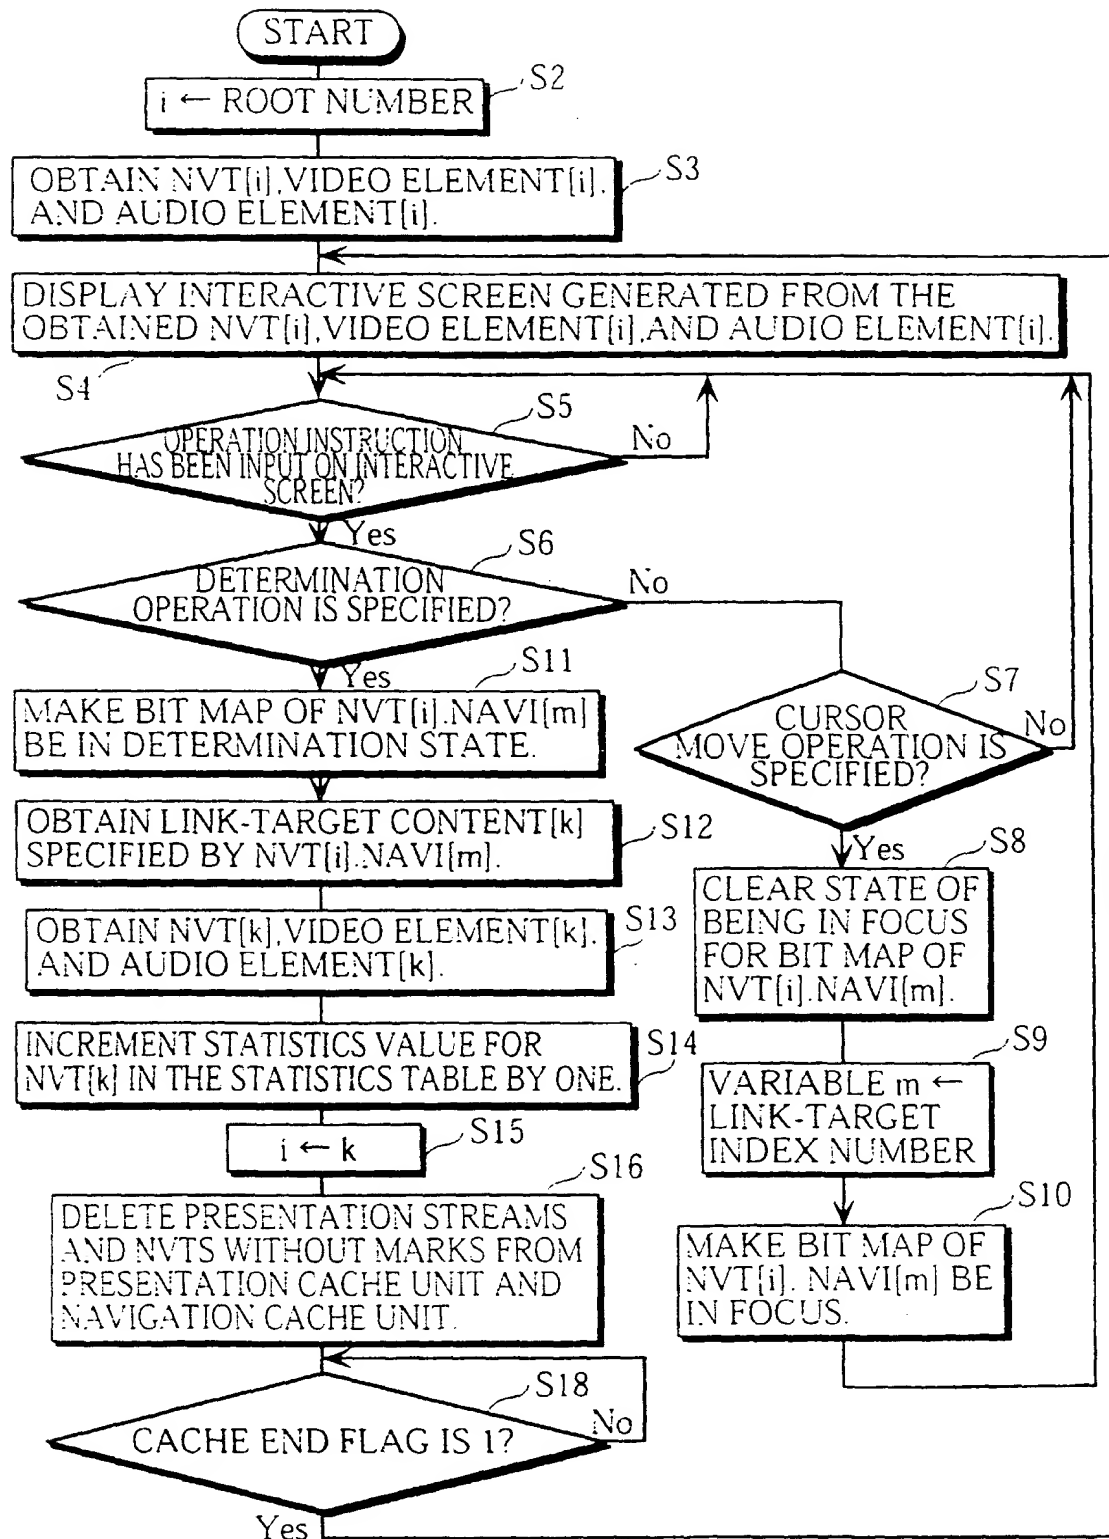 START
S2
i ← ROOT NUMBER
S3
OBTAIN NVT[i],VIDEO ELEMENT[i].
AND AUDIO ELEMENT[i].
DISPLAY INTERACTIVE SCREEN GENERATED FROM THE
OBTAINED NVT[i],VIDEO ELEMENT[i],AND AUDIO ELEMENT[i].
S4
S5
OPERATION INSTRUCTION
HAS BEEN INPUT ON INTERACTIVE
SCREEN?
No
Yes
S6
DETERMINATION
OPERATION IS SPECIFIED?
No
Yes
S7
CURSOR
MOVE OPERATION IS
SPECIFIED?
No
Yes
S8
CLEAR STATE OF
BEING IN FOCUS
FOR BIT MAP OF
NVT[i].NAVI[m].
S9
VARIABLE m ←
LINK-TARGET
INDEX NUMBER
S10
MAKE BIT MAP OF
NVT[i]. NAVI[m] BE
IN FOCUS.
S11
MAKE BIT MAP OF NVT[i].NAVI[m]
BE IN DETERMINATION STATE.
S12
OBTAIN LINK-TARGET CONTENT[k]
SPECIFIED BY NVT[i].NAVI[m].
S13
OBTAIN NVT[k],VIDEO ELEMENT[k].
AND AUDIO ELEMENT[k].
S14
INCREMENT STATISTICS VALUE FOR
NVT[k] IN THE STATISTICS TABLE BY ONE.
S15
i ← k
S16
DELETE PRESENTATION STREAMS
AND NVTS WITHOUT MARKS FROM
PRESENTATION CACHE UNIT AND
NAVIGATION CACHE UNIT.
S18
CACHE END FLAG IS 1?
No
Yes